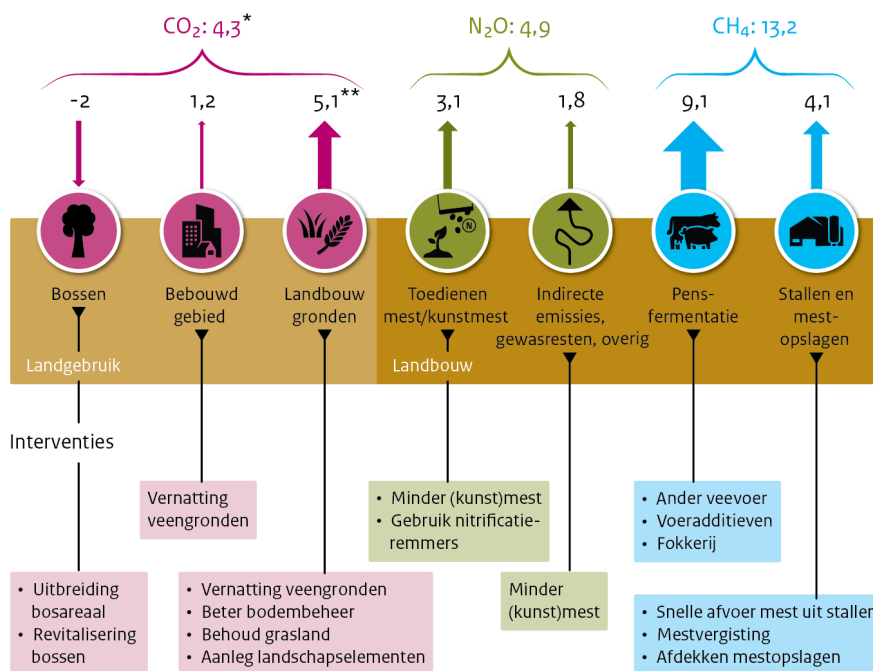 CO₂: 4,3*
N₂O: 4,9
CH₄: 13,2
-2
1,2
5,1**
3,1
1,8
9,1
4,1
N
Bossen
Bebouwd
gebied
Landbouw
gronden
Toedienen
mest/kunstmest
Indirecte
emissies,
gewasresten, overig
Pens-
fermentatie
Stallen en
mest-
opslagen
Landgebruik
Landbouw
Interventies
Vernatting
veengronden
• Minder (kunst)mest
• Gebruik nitrificatie-
remmers
• Ander veevoer
• Voeradditieven
• Fokkerij
• Uitbreiding
bosareaal
• Revitalisering
bossen
• Vernatting veengronden
• Beter bodembeheer
• Behoud grasland
• Aanleg landschapselementen
Minder
(kunst)mest
• Snelle afvoer mest uit stallen
• Mestvergisting
• Afdekken mestopslagen